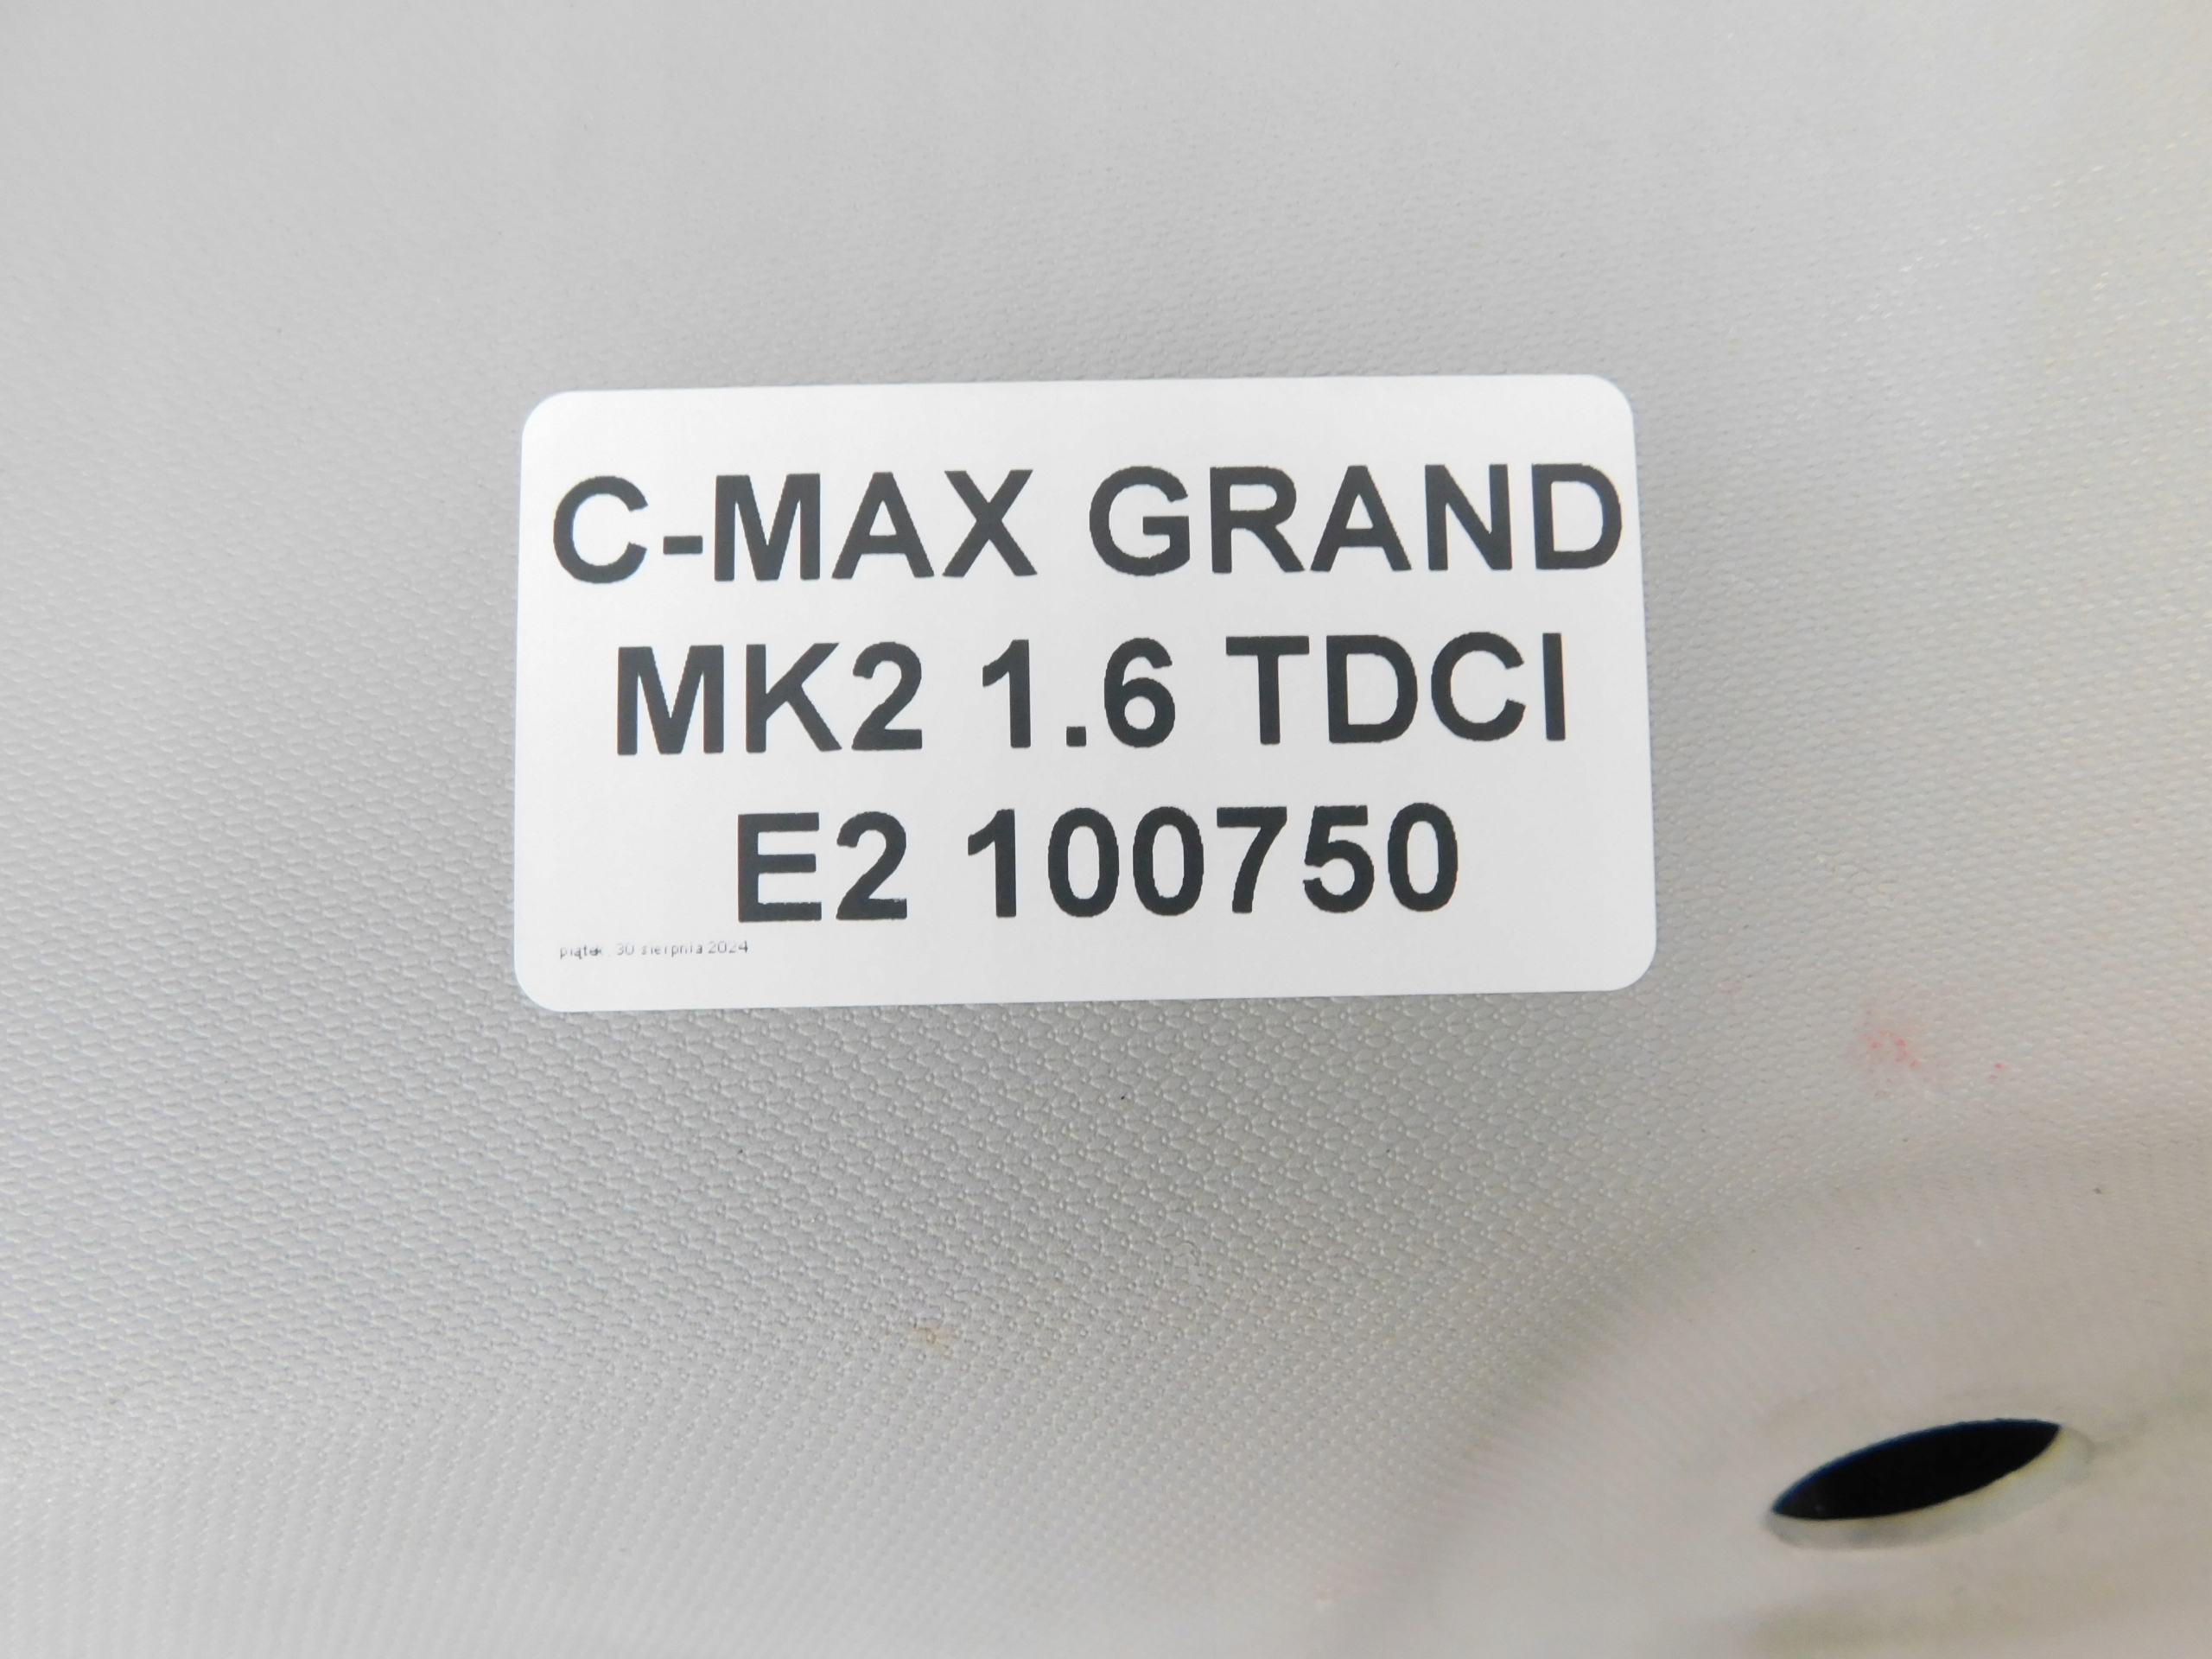 C-MAX GRAND
MK2 1.6 TDCI
E2 100750
piątek, 30 sierpnia 2024